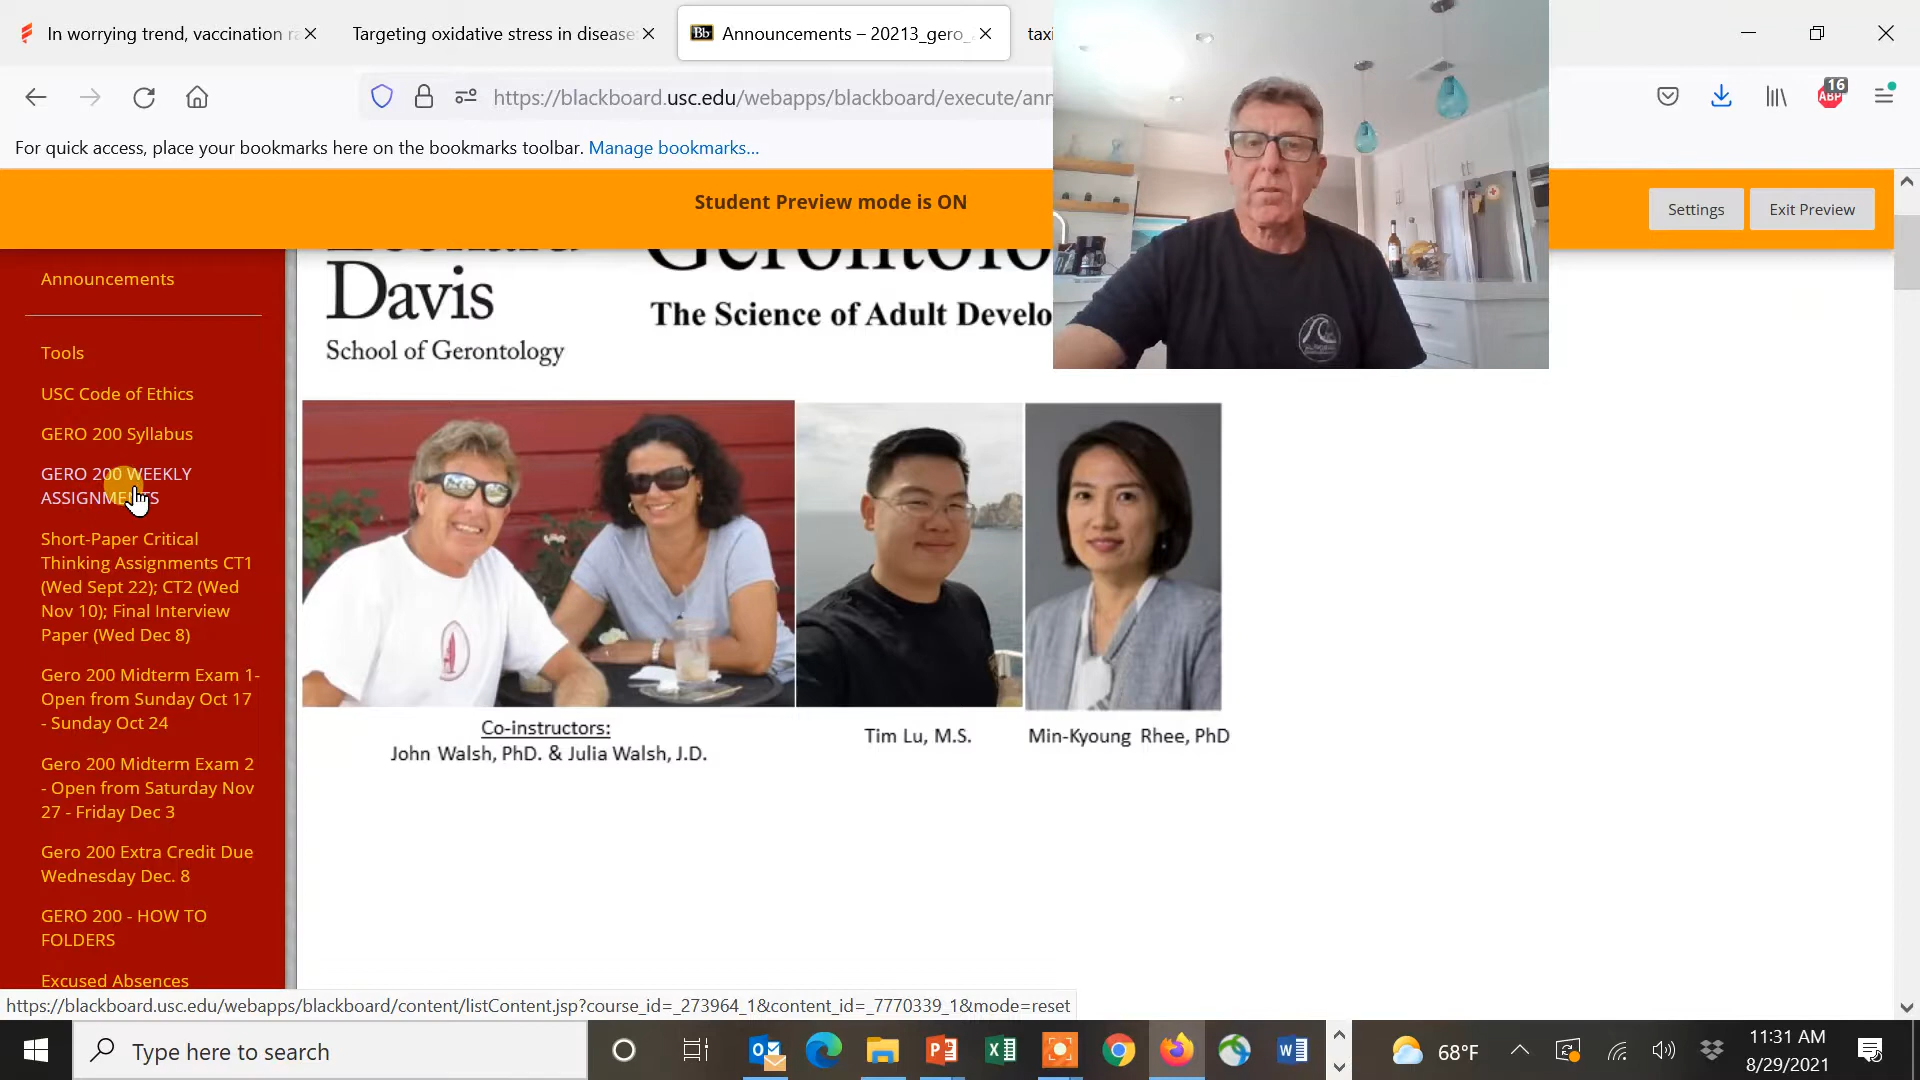 In worrying trend, vaccination ra
Targeting oxidative stress in disease
Bb
Announcements – 20213_gero_
taxi
https://blackboard.usc.edu/webapps/blackboard/execute/ann
ABP
16
For quick access, place your bookmarks here on the bookmarks toolbar. Manage bookmarks...
Student Preview mode is ON
Settings
Exit Preview
Leonard
Davis
School of Gerontology
Gerontolo
The Science of Adult Develo
Announcements
Tools
USC Code of Ethics
GERO 200 Syllabus
GERO 200 WEEKLY
ASSIGNMENTS
Short-Paper Critical
Thinking Assignments CT1
(Wed Sept 22); CT2 (Wed
Nov 10); Final Interview
Paper (Wed Dec 8)
Gero 200 Midterm Exam 1-
Open from Sunday Oct 17
- Sunday Oct 24
Gero 200 Midterm Exam 2
- Open from Saturday Nov
27 - Friday Dec 3
Gero 200 Extra Credit Due
Wednesday Dec. 8
GERO 200 - HOW TO
FOLDERS
Excused Absences
Co-instructors:
John Walsh, PhD. & Julia Walsh, J.D.
Tim Lu, M.S.
Min-Kyoung Rhee, PhD
https://blackboard.usc.edu/webapps/blackboard/content/listContent.jsp?course_id=_273964_1&content_id=_7770339_1&mode=reset
Type here to search
68°F
11:31 AM
8/29/2021